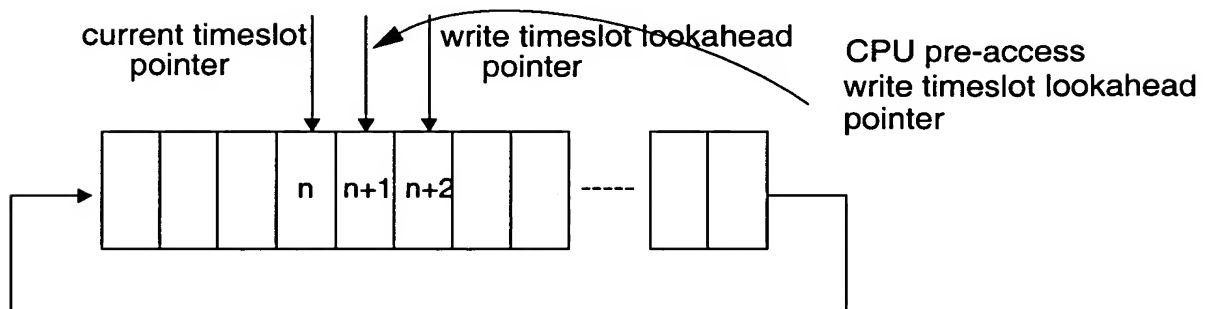 current timeslot
pointer
write timeslot lookahead
pointer
CPU pre-access
write timeslot lookahead
pointer
n n+1 n+2 -----